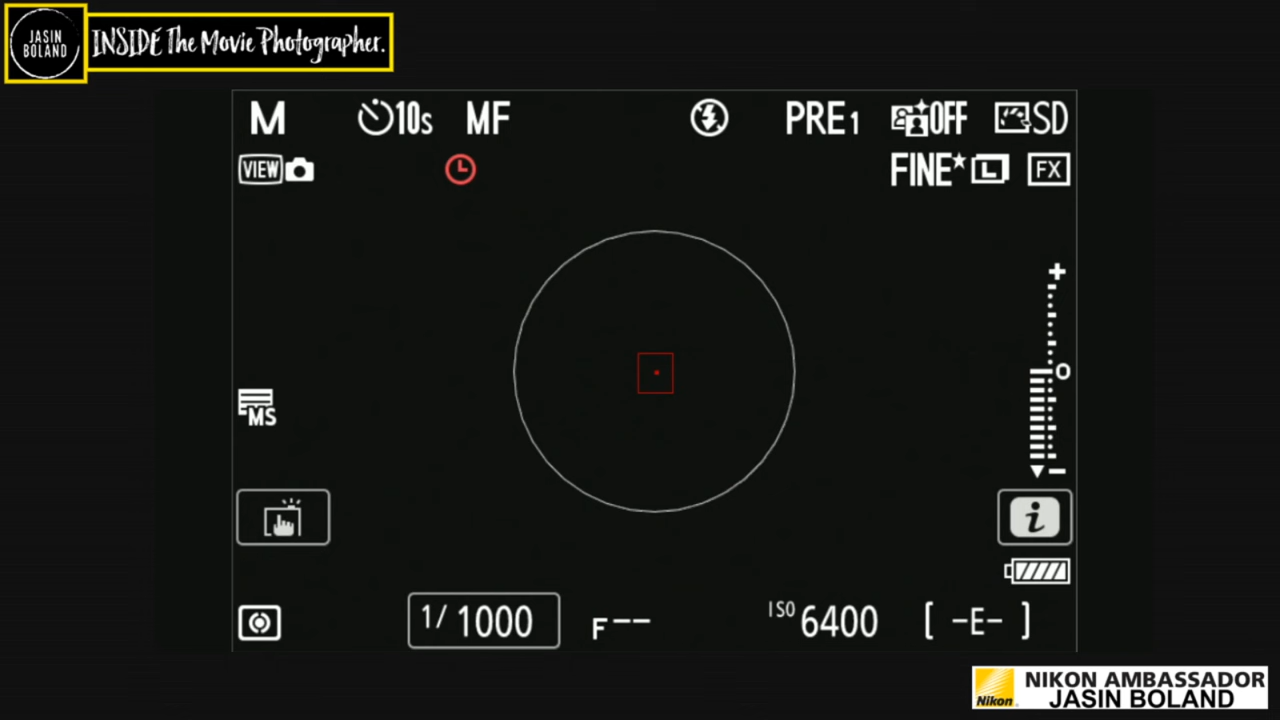 JASIN
BOLAND
INSIDE The Movie Photographer.
M 10s MF PRE1 OFF SD
VIEW FINE★ L FX
+
O
MS
−
i
1/1000 F-- ISO 6400 [ -E- ]
Nikon
NIKON AMBASSADOR
JASIN BOLAND